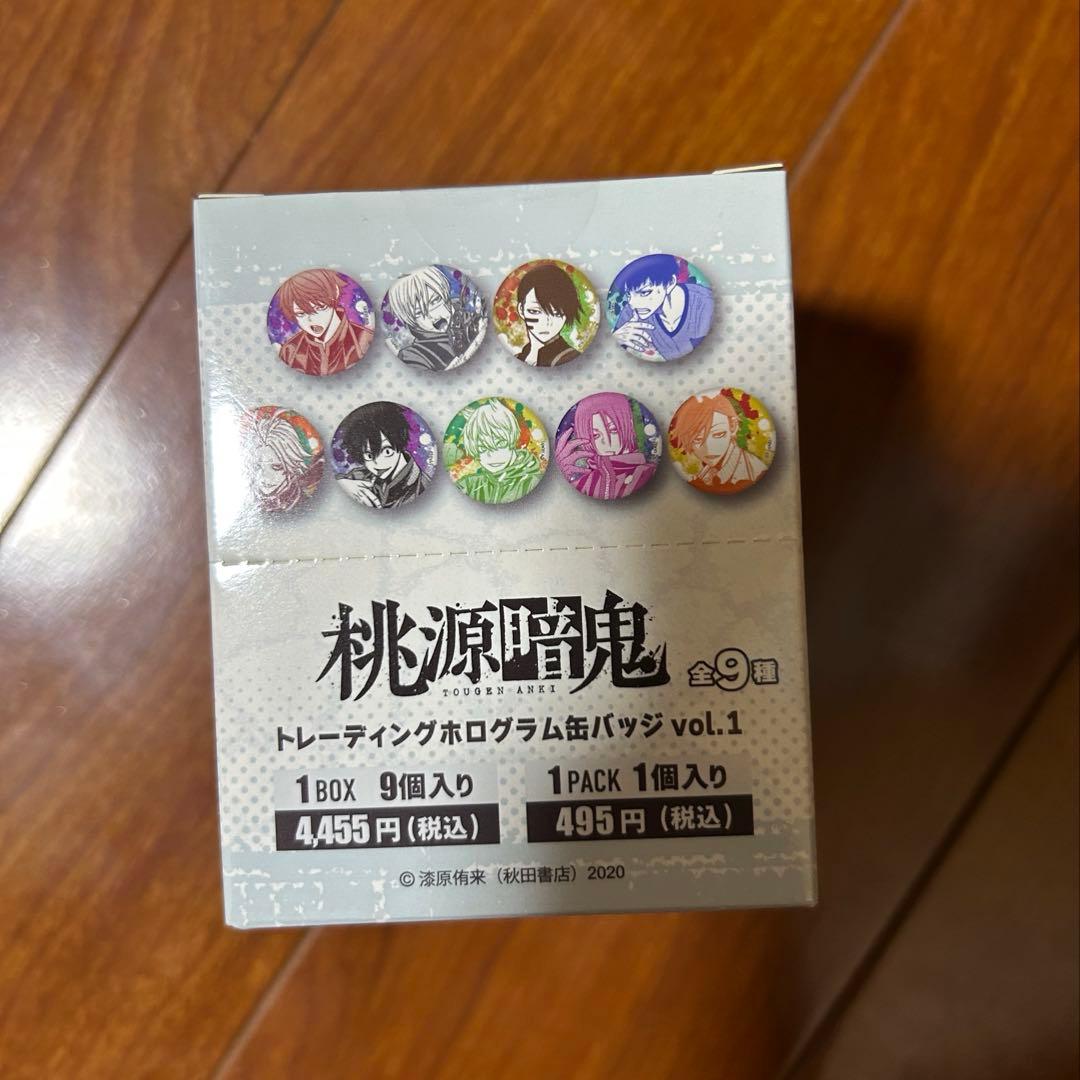 桃源暗鬼
TOUGEN ANKI
全9種
トレーディングホログラム缶バッジ vol.1
1BOX 9個入り
4,455円(税込)
1PACK 1個入り
495円(税込)
©漆原侑来(秋田書店)2020